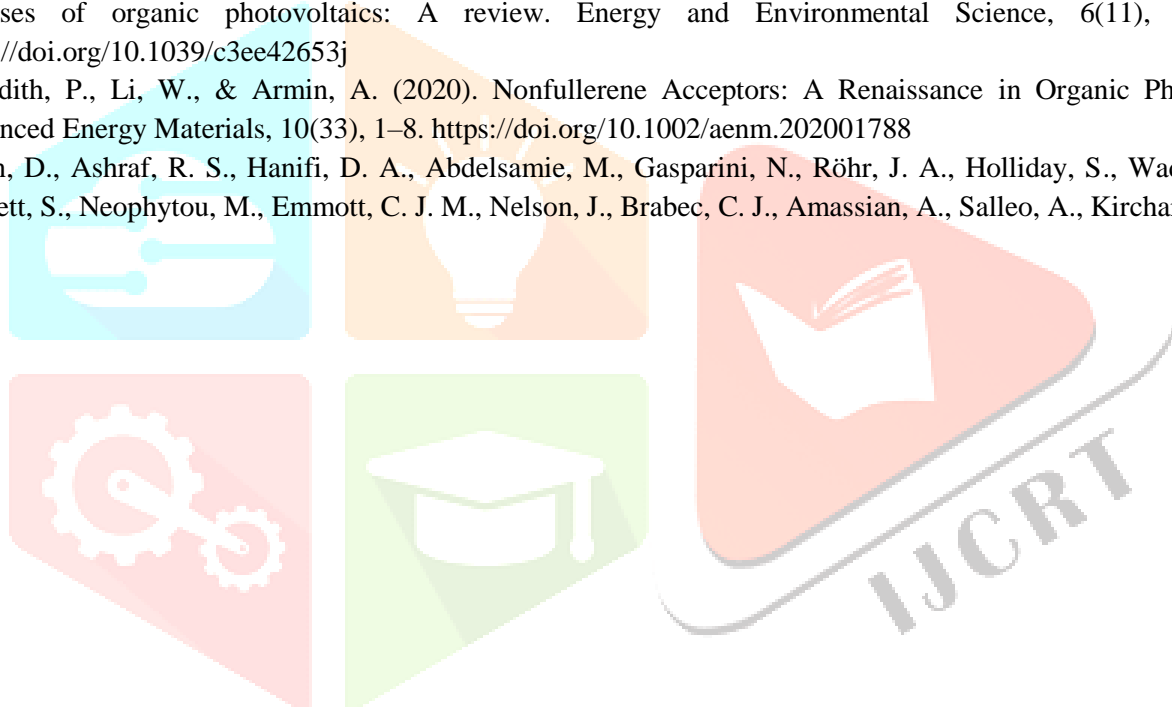 ses of organic photovoltaics: A review. Energy and Environmental Science, 6(11),
://doi.org/10.1039/c3ee42653j
dith, P., Li, W., & Armin, A. (2020). Nonfullerene Acceptors: A Renaissance in Organic Ph
nced Energy Materials, 10(33), 1–8. https://doi.org/10.1002/aenm.202001788
n, D., Ashraf, R. S., Hanifi, D. A., Abdelsamie, M., Gasparini, N., Röhr, J. A., Holliday, S., Wad
ett, S., Neophytou, M., Emmott, C. J. M., Nelson, J., Brabec, C. J., Amassian, A., Salleo, A., Kirchar
IJCRT